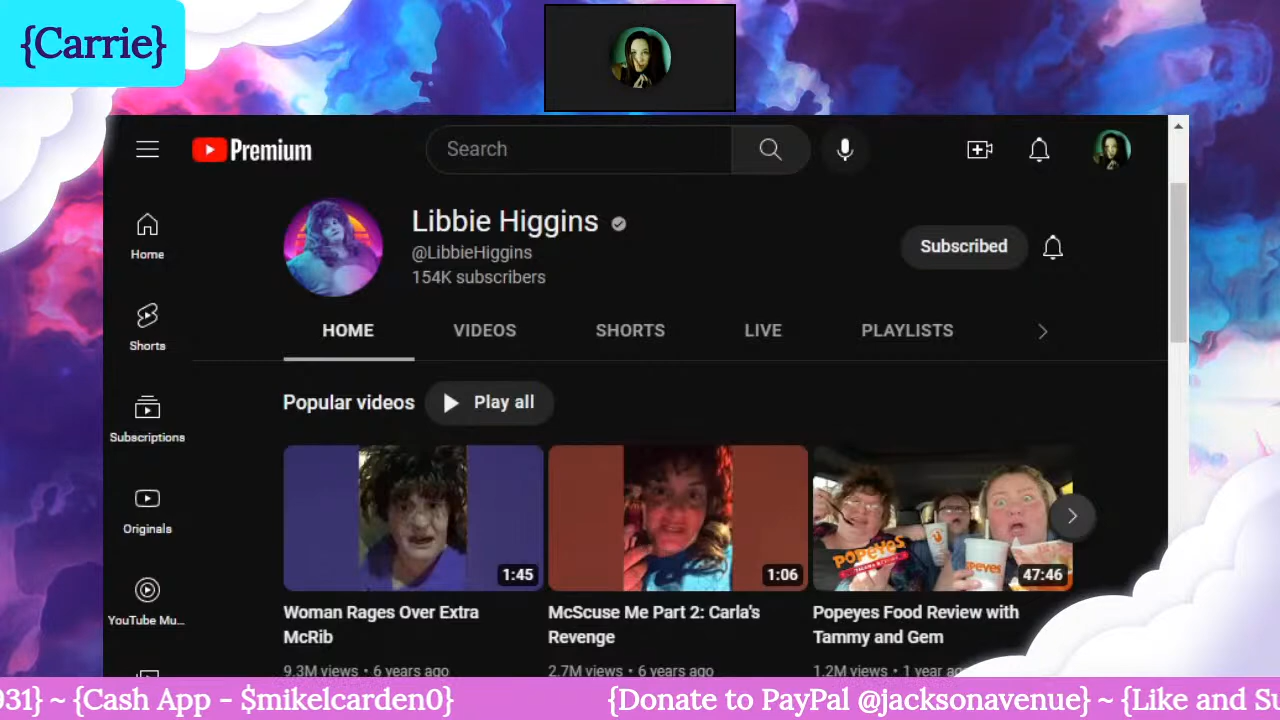 {Carrie}
Premium
Search
Libbie Higgins
@LibbieHiggins
154K subscribers
Subscribed
Home
Shorts
Subscriptions
Originals
YouTube Mu...
HOME VIDEOS SHORTS LIVE PLAYLISTS
Popular videos Play all
1:45
1:06
POPEYES
47:46
Woman Rages Over Extra
McRib
9.3M views • 6 years ago
McScuse Me Part 2: Carla's
Revenge
2.7M views • 6 years ago
Popeyes Food Review with
Tammy and Gem
1.2M views • 1 year ago
931} ~ {Cash App - $mikelcarden0} {Donate to PayPal @jacksonavenue} ~ {Like and Su